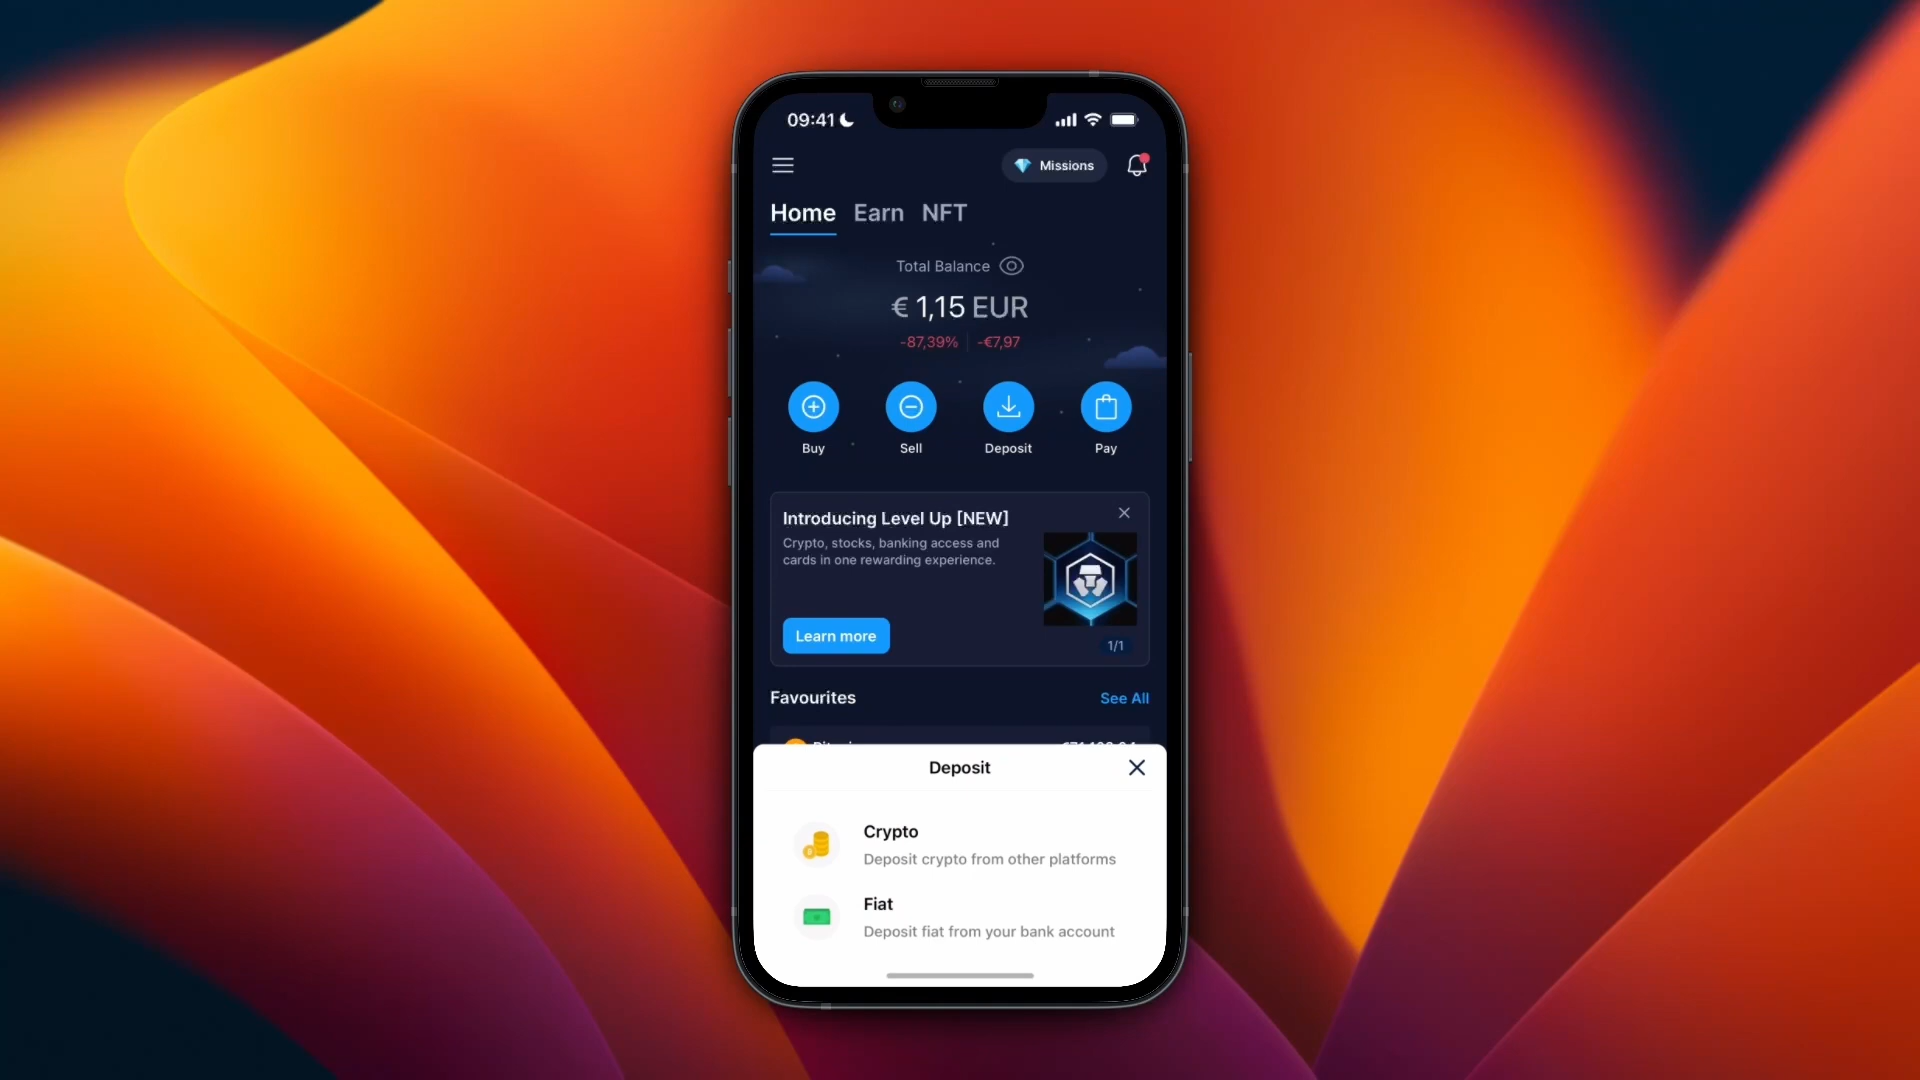 09:41
Missions
Home Earn NFT
Total Balance
€ 1,15 EUR
-87,39% -€7,97
Buy Sell Deposit Pay
Introducing Level Up [NEW]
Crypto, stocks, banking access and
cards in one rewarding experience.
Learn more
1/1
Favourites See All
Deposit
Crypto
Deposit crypto from other platforms
Fiat
Deposit fiat from your bank account